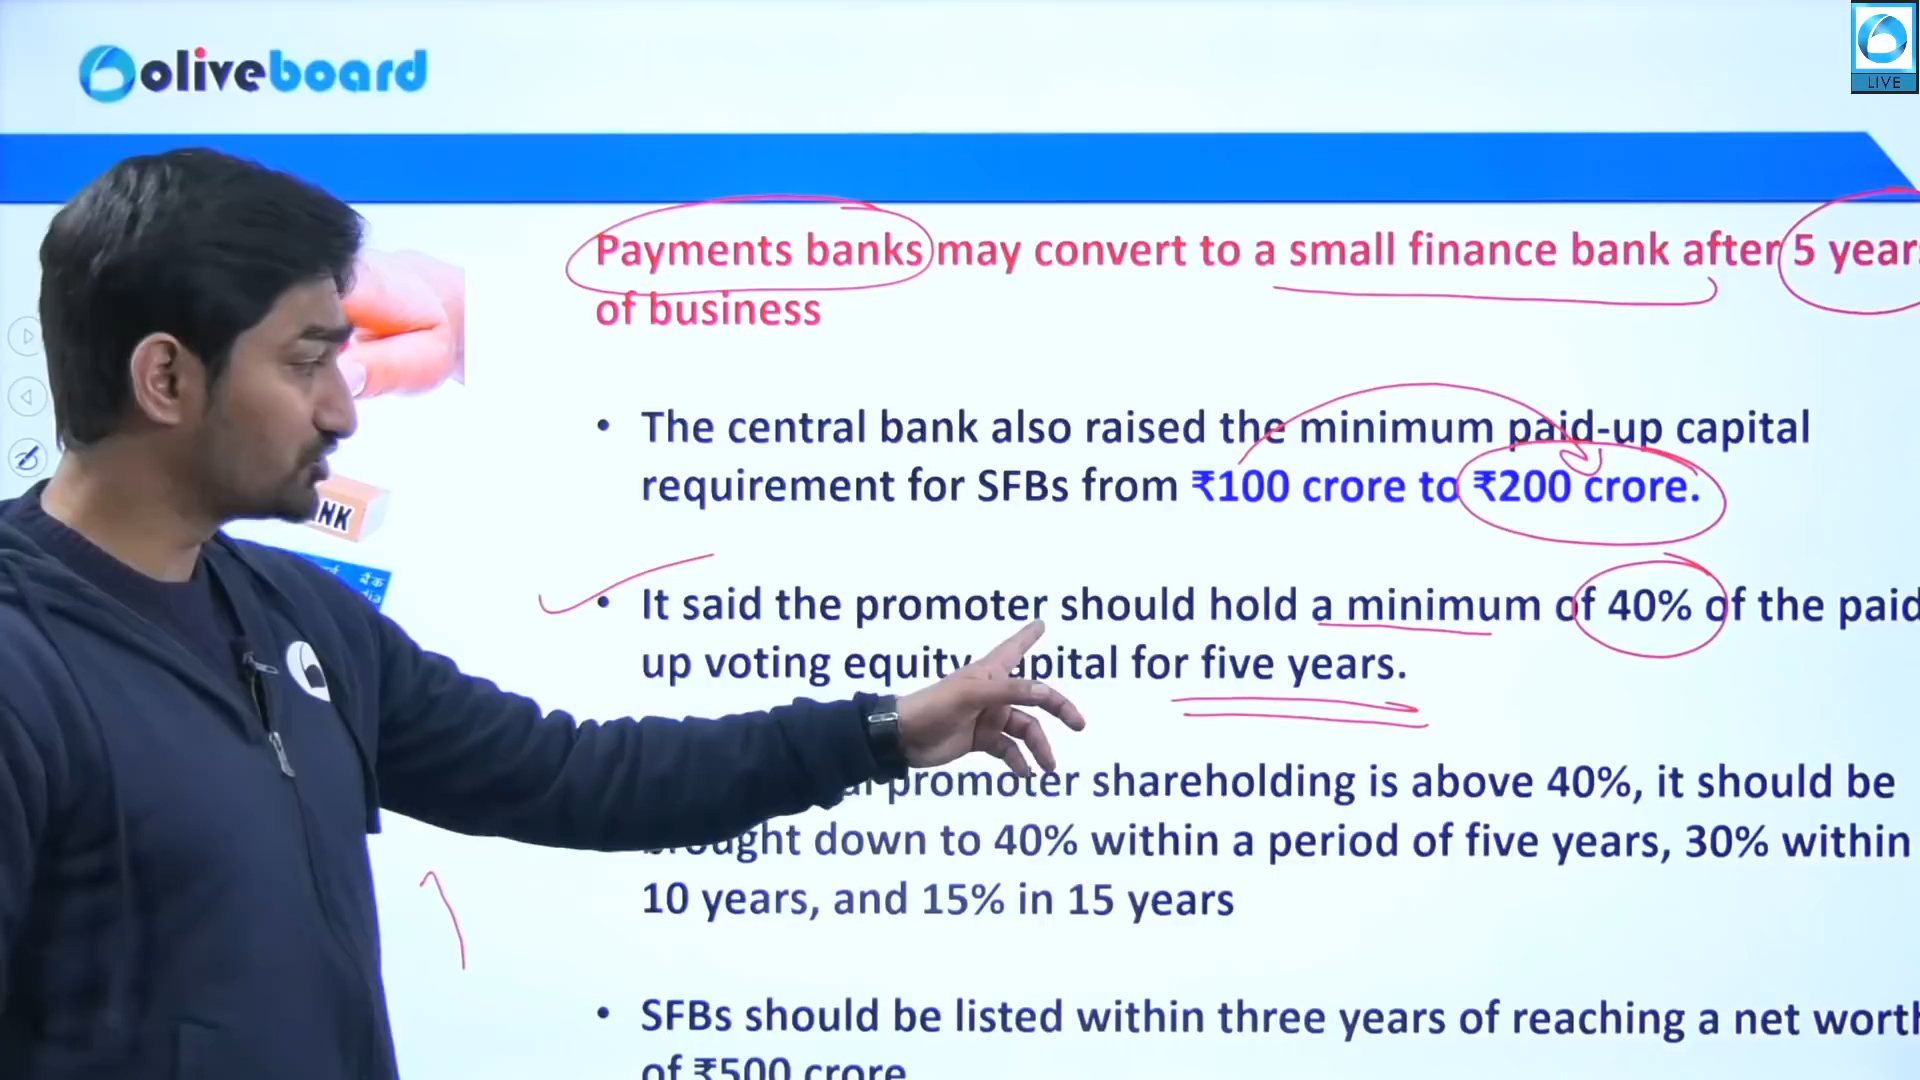 oliveboard
LIVE
Payments banks may convert to a small finance bank after 5 year
of business
• The central bank also raised the minimum paid-up capital
requirement for SFBs from ₹100 crore to ₹200 crore.
NK
बैंक
• It said the promoter should hold a minimum of 40% of the paid
up voting equity capital for five years.
promoter shareholding is above 40%, it should be
brought down to 40% within a period of five years, 30% within
10 years, and 15% in 15 years
• SFBs should be listed within three years of reaching a net worth
of ₹500 crore